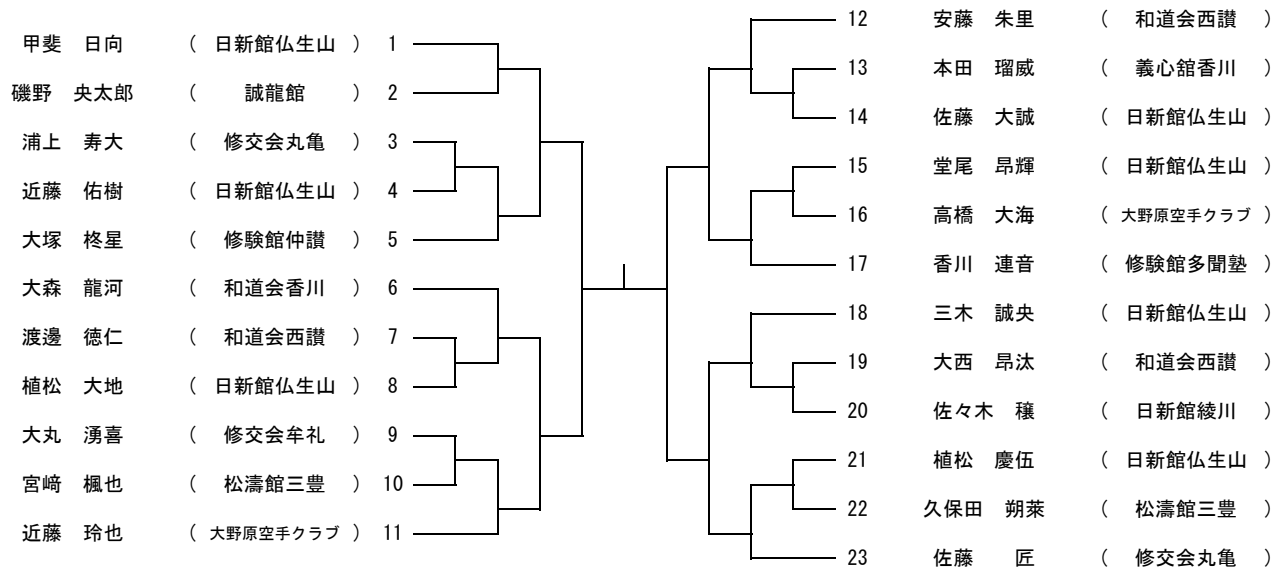 甲斐　日向　（　日新館仏生山　）　1
磯野　央太郎　（　誠龍館　）　2
浦上　寿大　（　修交会丸亀　）　3
近藤　佑樹　（　日新館仏生山　）　4
大塚　柊星　（　修験館仲讃　）　5
大森　龍河　（　和道会香川　）　6
渡邊　徳仁　（　和道会西讃　）　7
植松　大地　（　日新館仏生山　）　8
大丸　湧喜　（　修交会牟礼　）　9
宮﨑　楓也　（　松濤館三豊　）　10
近藤　玲也　（　大野原空手クラブ　）　11
12　安藤　朱里　（　和道会西讃　）
13　本田　瑠威　（　義心舘香川　）
14　佐藤　大誠　（　日新館仏生山　）
15　堂尾　昂輝　（　日新館仏生山　）
16　高橋　大海　（　大野原空手クラブ　）
17　香川　連音　（　修験館多聞塾　）
18　三木　誠央　（　日新館仏生山　）
19　大西　昂汰　（　和道会西讃　）
20　佐々木　穣　（　日新館綾川　）
21　植松　慶伍　（　日新館仏生山　）
22　久保田　朔萊　（　松濤館三豊　）
23　佐藤　匠　（　修交会丸亀　）